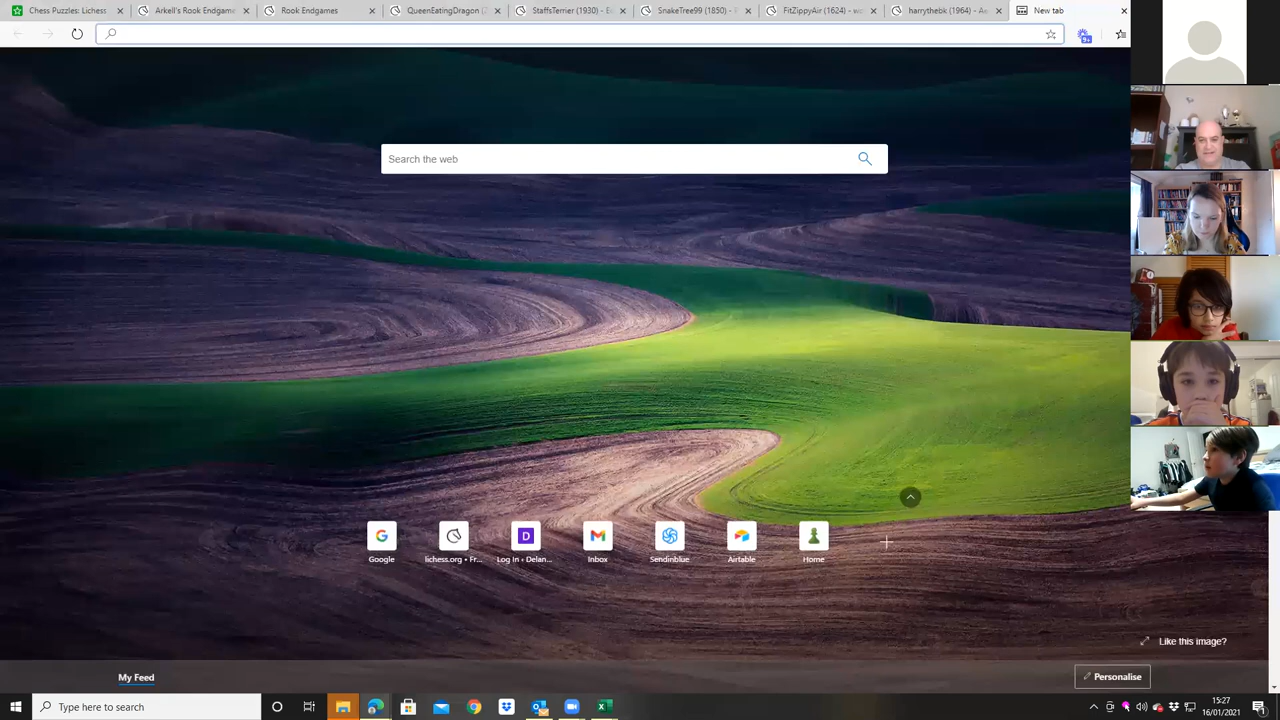 Chess Puzzles: Lichess
Arkell's Rook Endgame
Rook Endgames
QueenEatingDragon (2
StaffsTerrier (1930) - E
SnakeTree99 (1850) -
FitZippyAir (1624) - w
harrythebk (1964) - A
New tab
Search the web
Google
lichess.org • Fr...
Log In • Delan...
Inbox
Sendinblue
Airtable
Home
Like this image?
My Feed
Personalise
Type here to search
15:27
16/01/2021